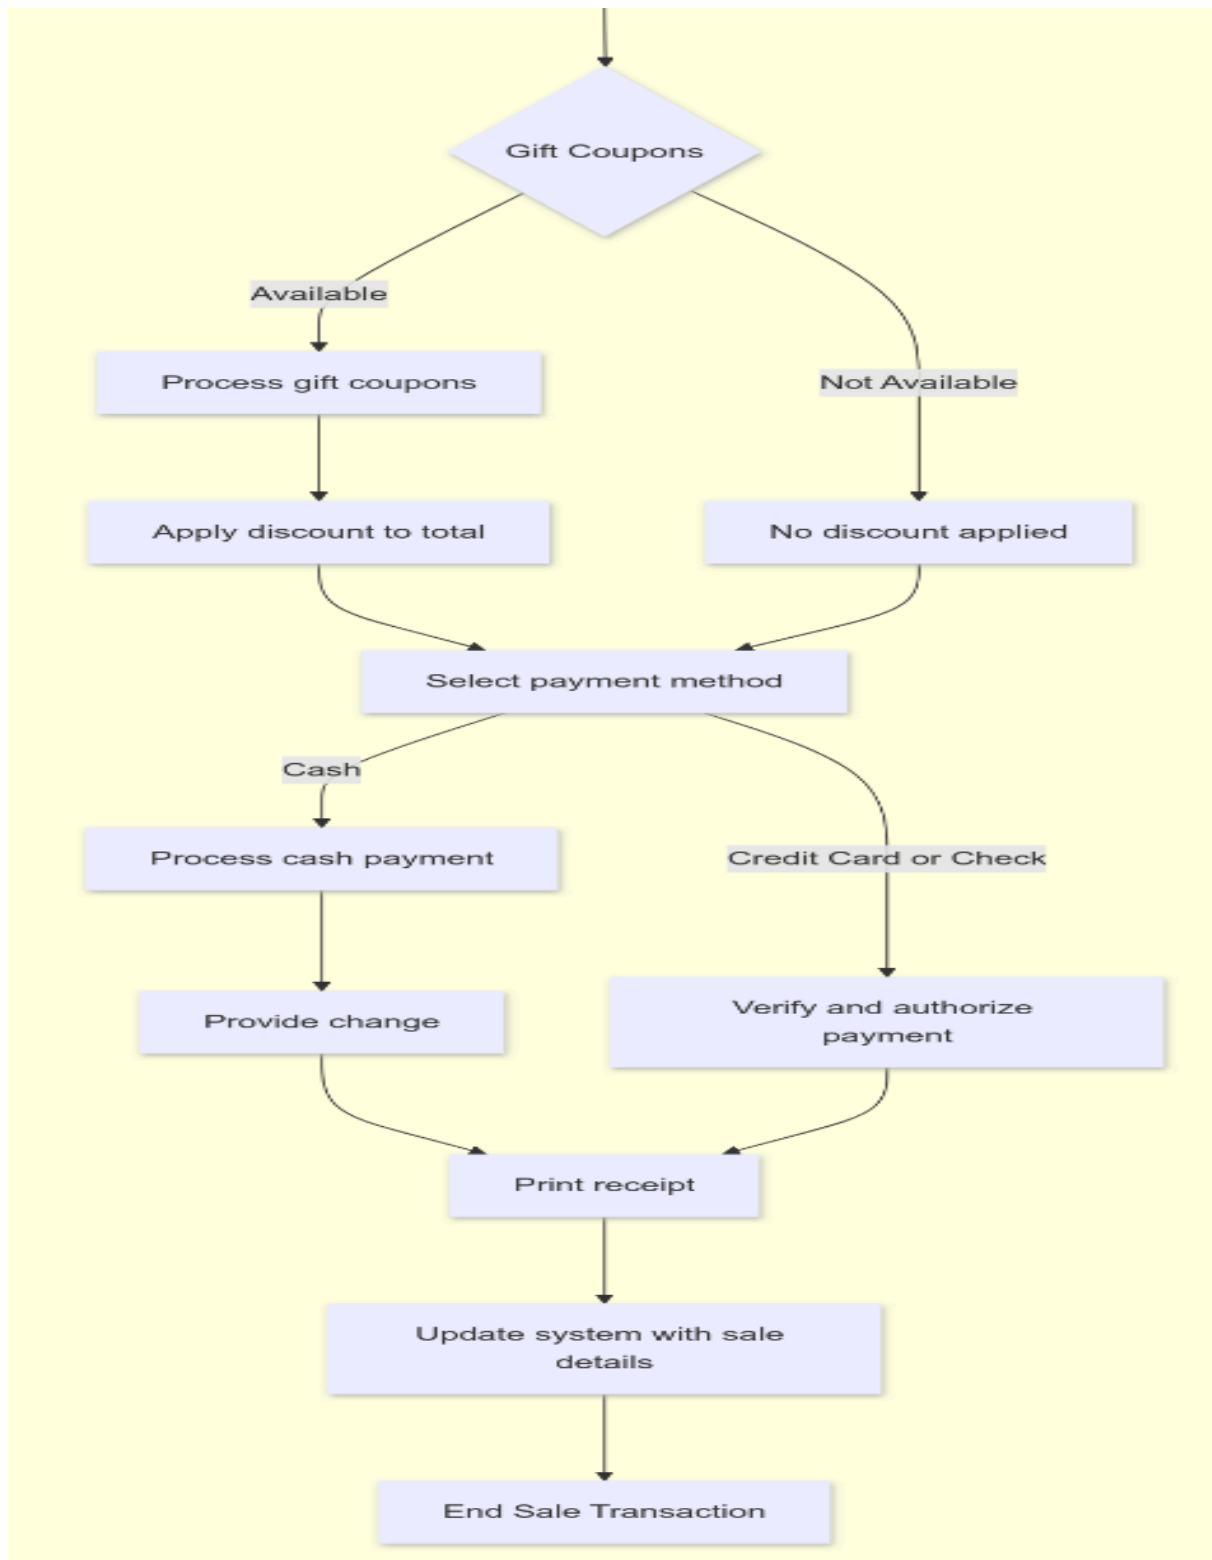 Gift Coupons
Available
Process gift coupons
Not Available
Apply discount to total
No discount applied
Select payment method
Cash
Process cash payment
Credit Card or Check
Provide change
Verify and authorize
payment
Print receipt
Update system with sale
details
End Sale Transaction